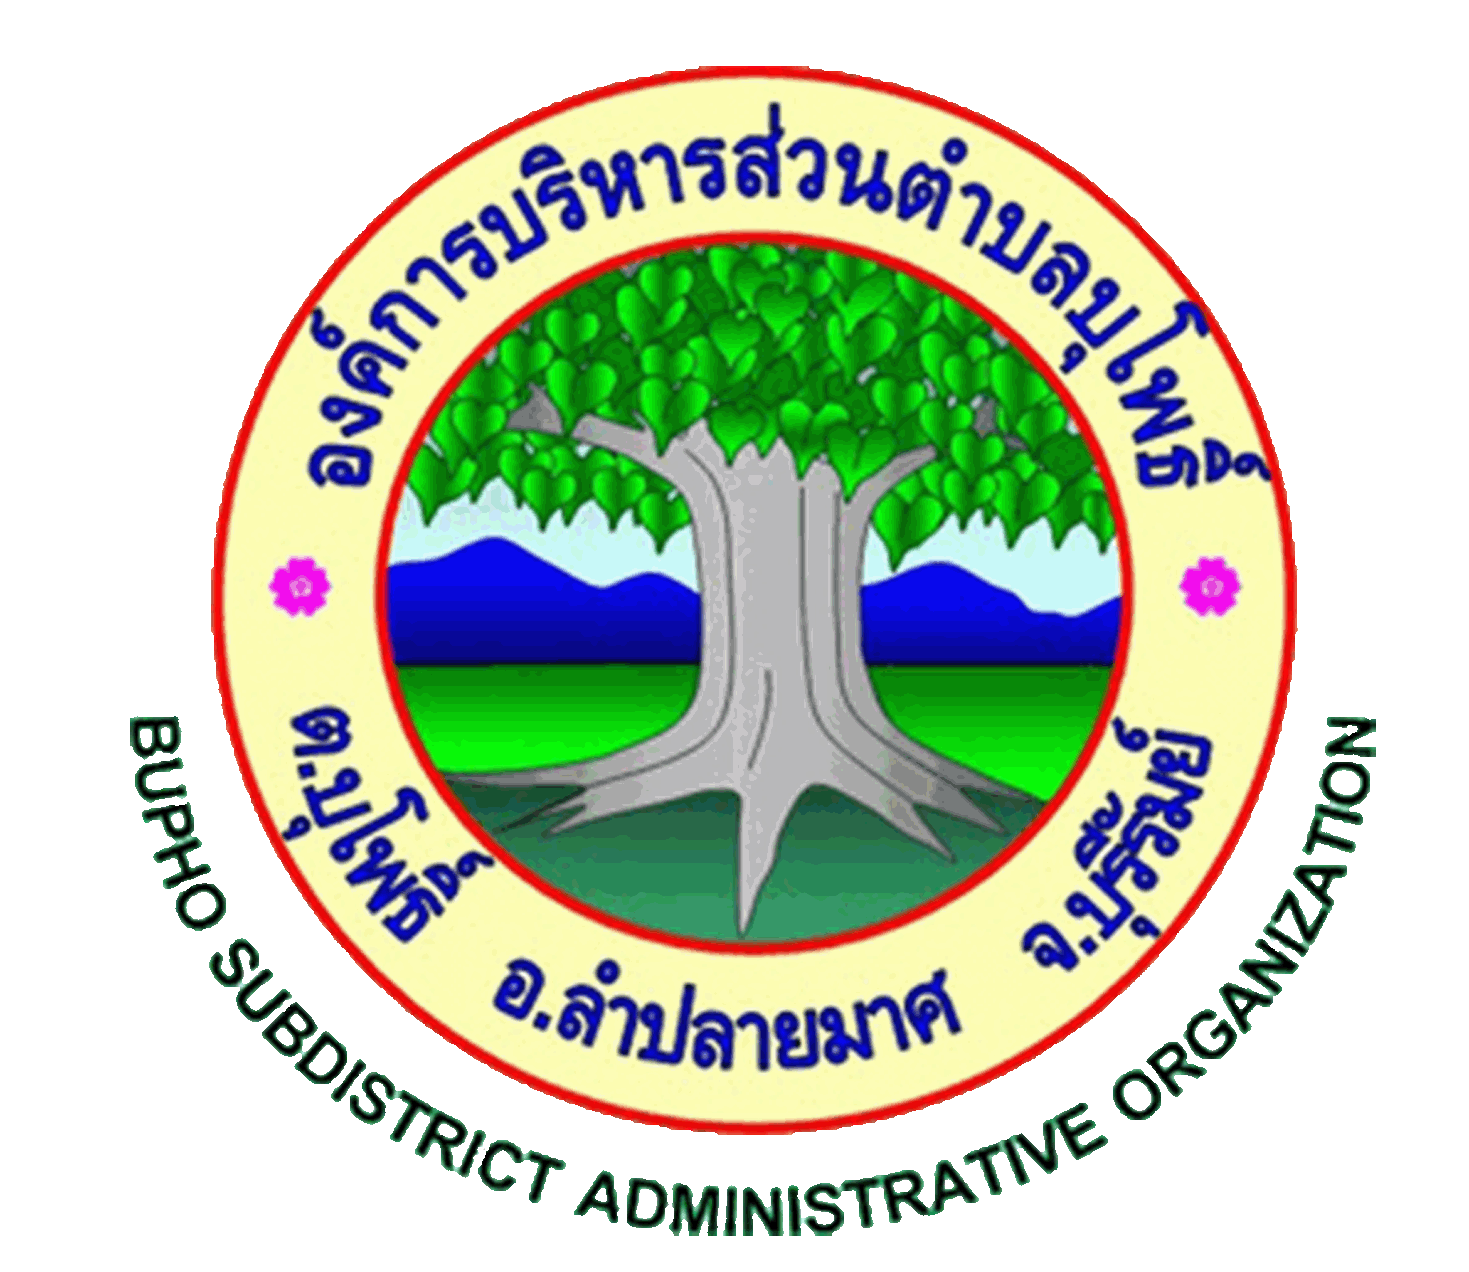 องค์การบริหารส่วนตำบลบุโพธิ์
ต.บุโพธิ์ อ.ลำปลายมาศ จ.บุรีรัมย์
BUPHO SUBDISTRICT ADMINISTRATIVE ORGANIZATION